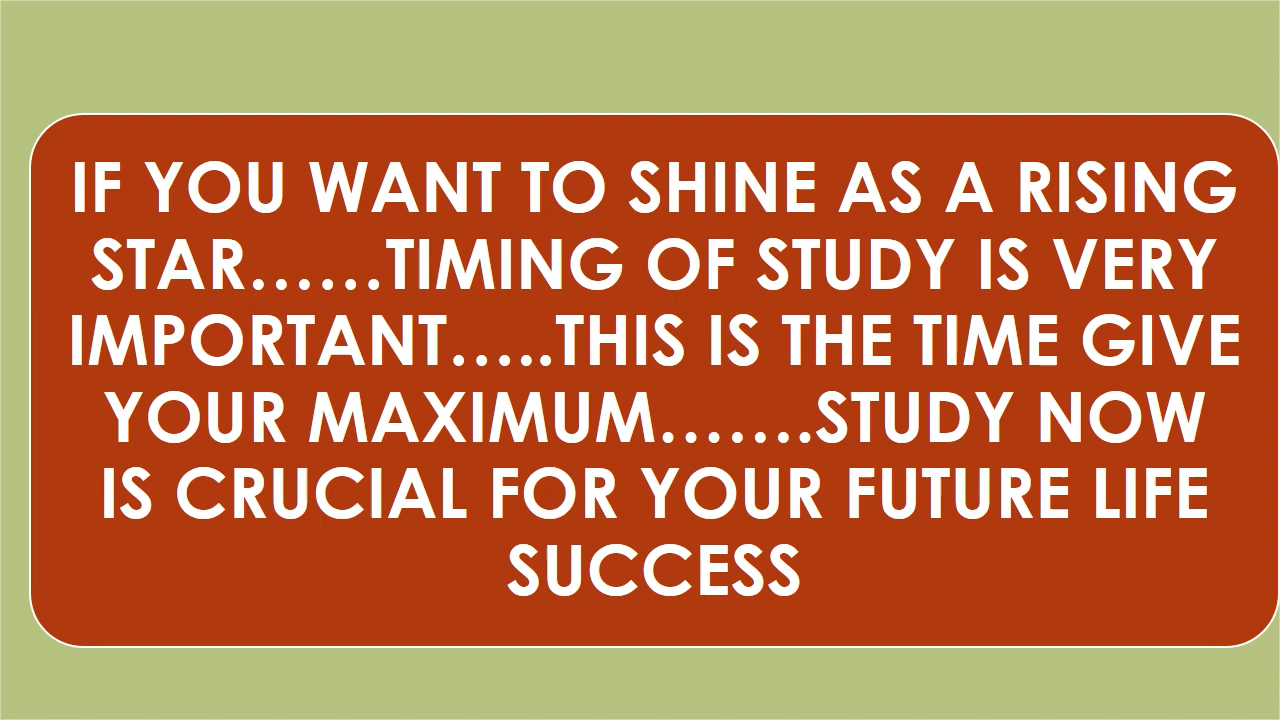 IF YOU WANT TO SHINE AS A RISING
STAR……TIMING OF STUDY IS VERY
IMPORTANT…..THIS IS THE TIME GIVE
YOUR MAXIMUM…….STUDY NOW
IS CRUCIAL FOR YOUR FUTURE LIFE
SUCCESS